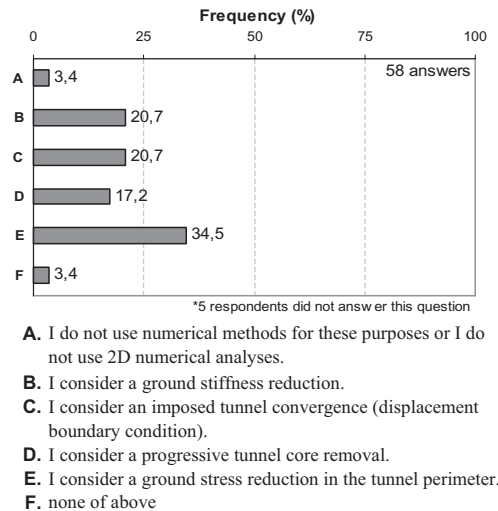 Frequency (%)
0 25 50 75 100
58 answers
A 3,4
B 20,7
C 20,7
D 17,2
E 34,5
F 3,4
*5 respondents did not answer this question
A. I do not use numerical methods for these purposes or I do
not use 2D numerical analyses.
B. I consider a ground stiffness reduction.
C. I consider an imposed tunnel convergence (displacement
boundary condition).
D. I consider a progressive tunnel core removal.
E. I consider a ground stress reduction in the tunnel perimeter.
F. none of above